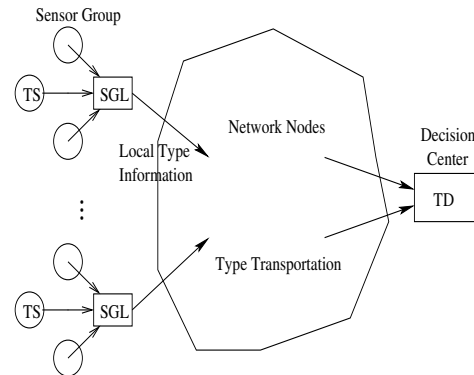 Sensor Group
TS
SGL
Network Nodes
Local Type
Information
Decision
Center
TD
...
Type Transportation
TS
SGL